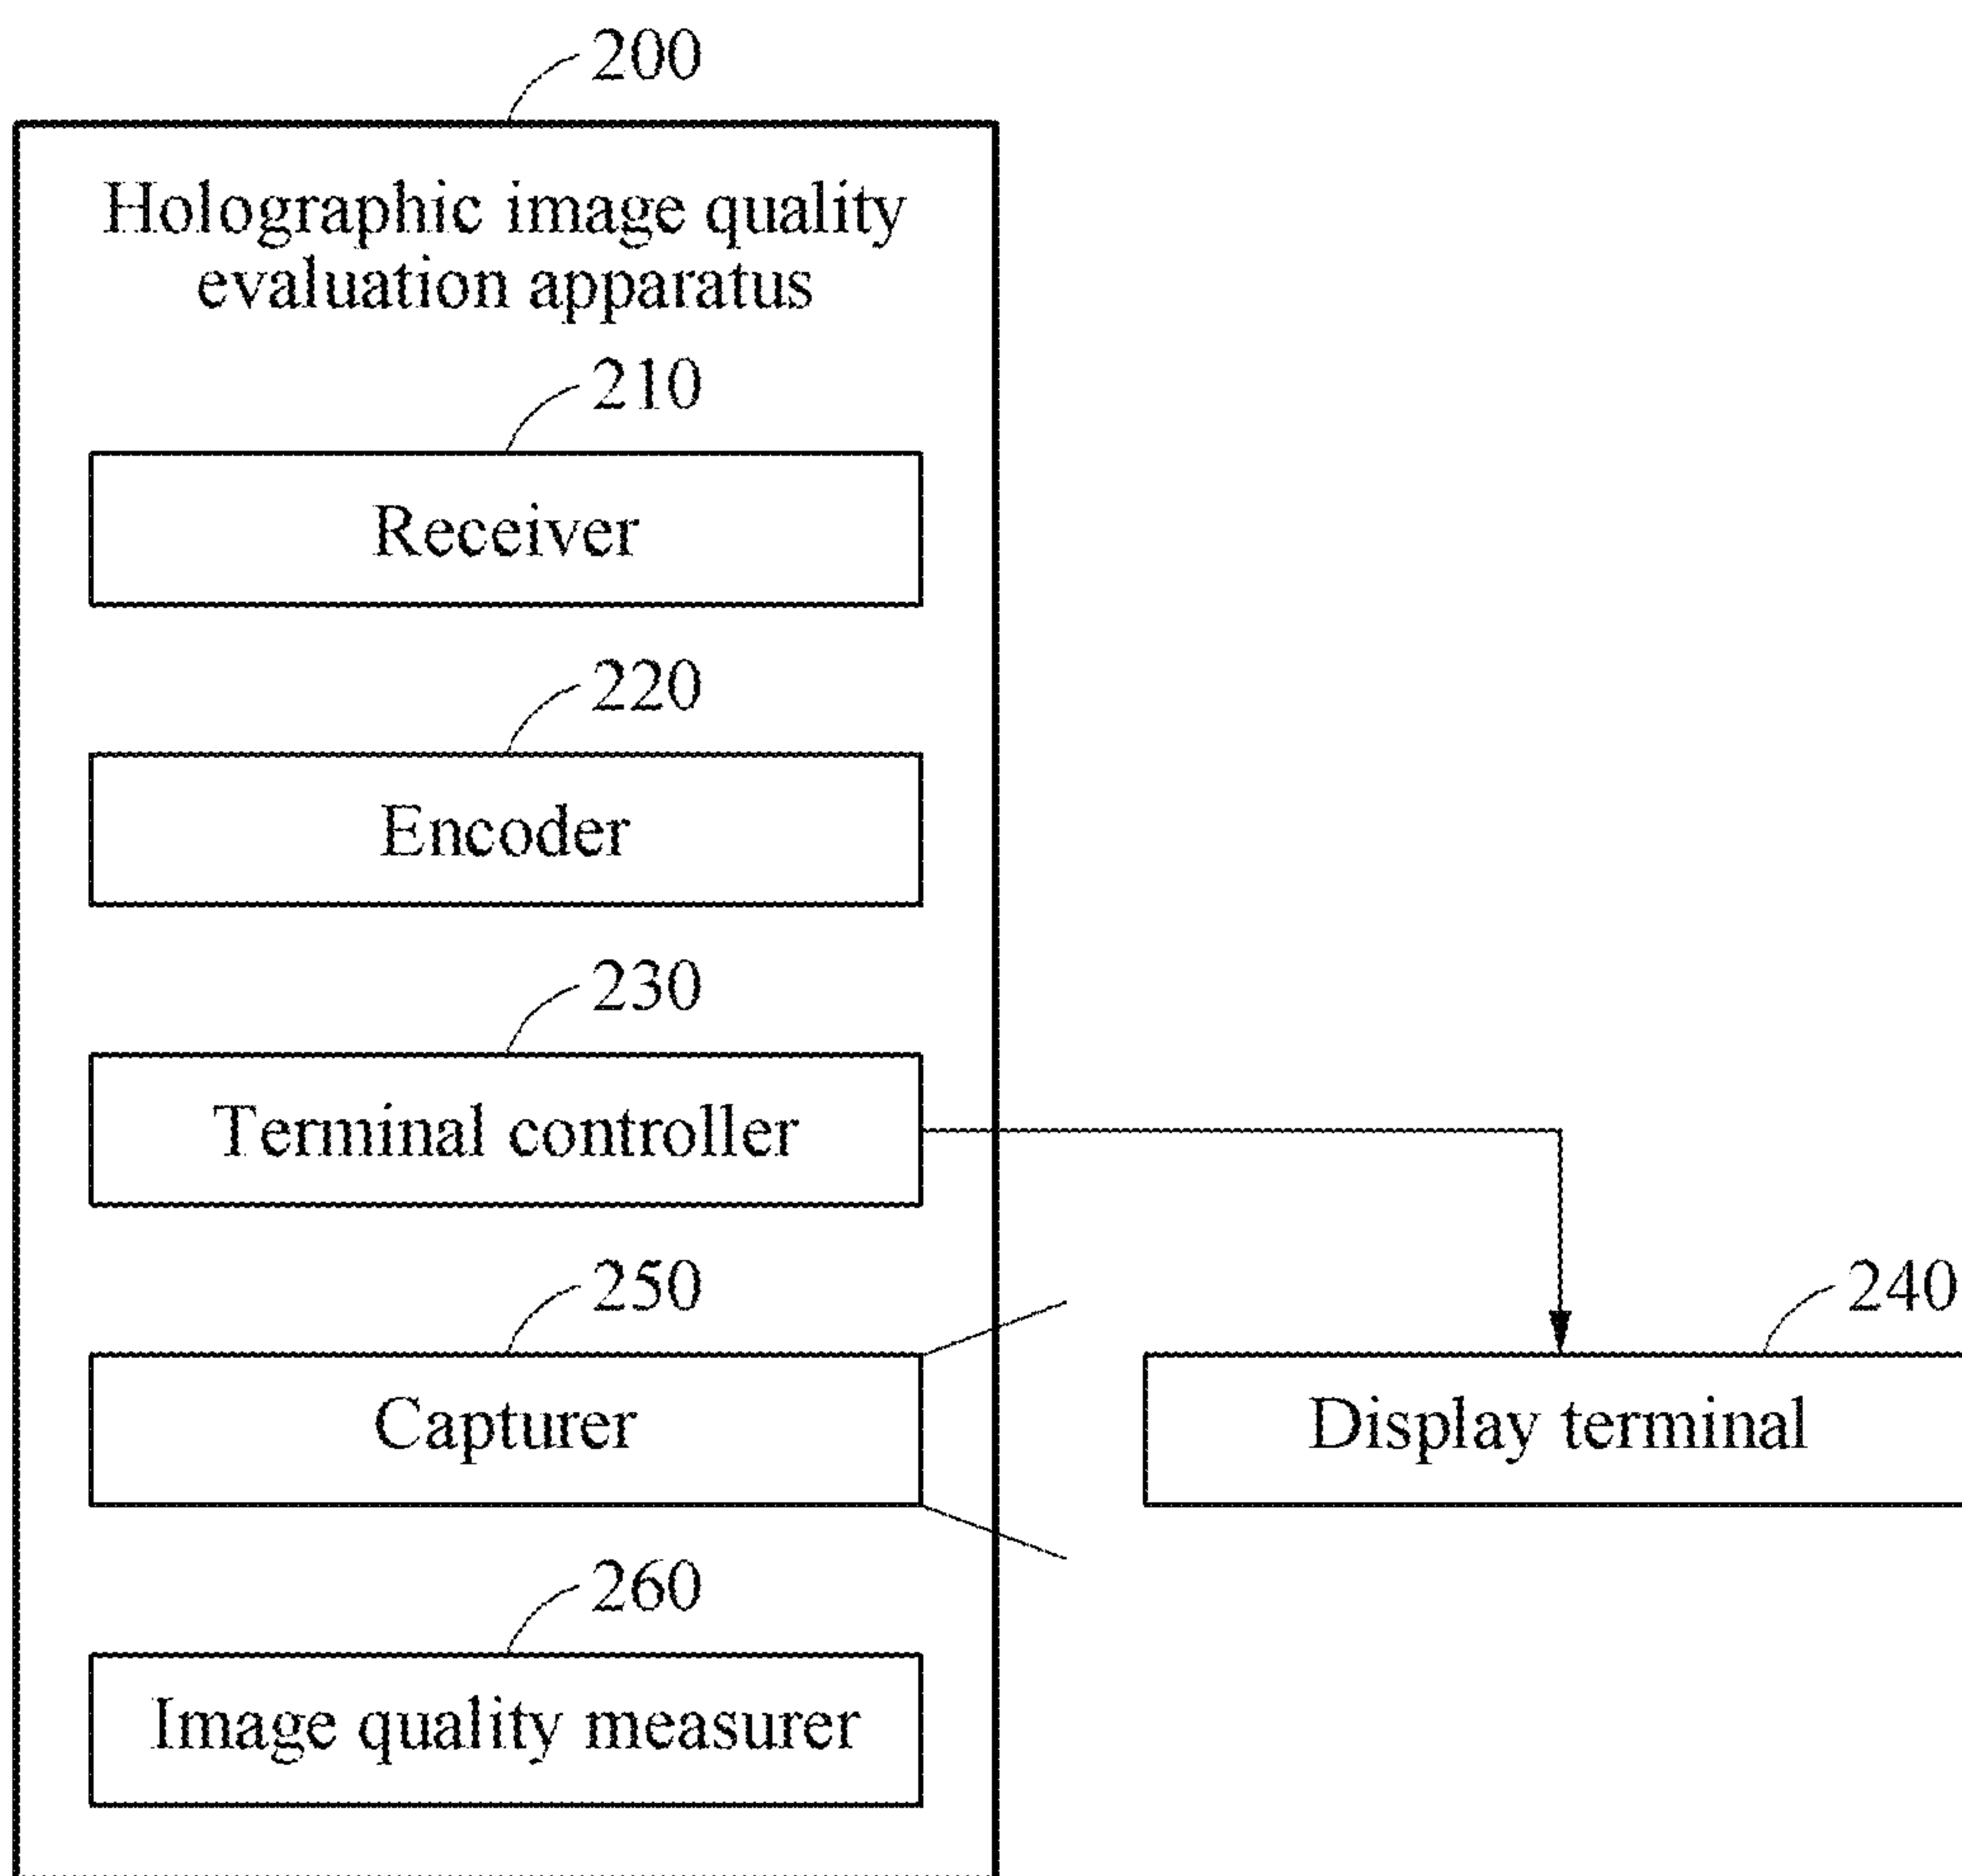 200
Holographic image quality
evaluation apparatus
210
Receiver
220
Encoder
230
Terminal controller
250
Capturer
240
Display terminal
260
Image quality measurer